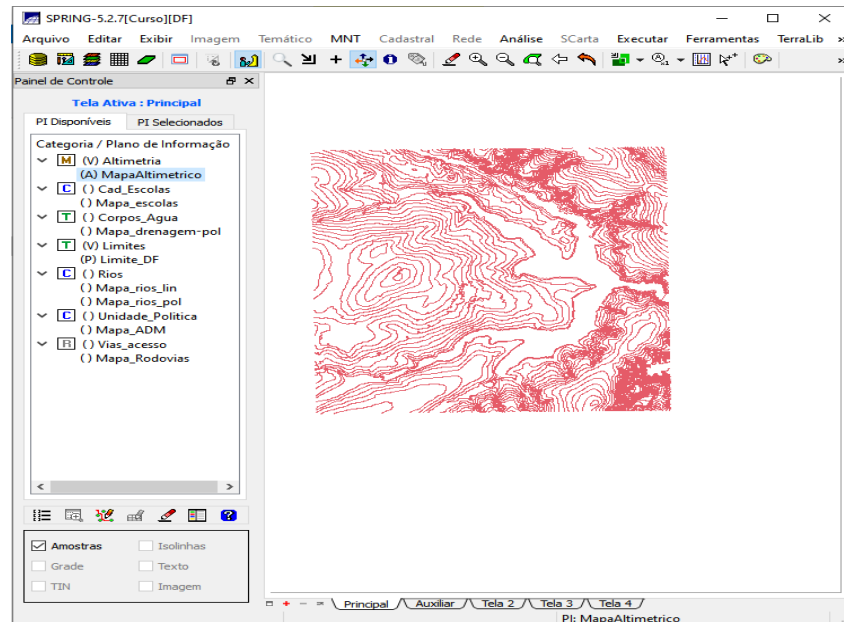 SPRING-5.2.7[Curso][DF]
Arquivo Editar Exibir Imagem Temático MNT Cadastral Rede Análise SCarta Executar Ferramentas TerraLib »
Painel de Controle
Tela Ativa : Principal
PI Disponíveis PI Selecionados
Categoria / Plano de Informação
M (V) Altimetria
(A) MapaAltimetrico
C ( ) Cad_Escolas
( ) Mapa_escolas
T ( ) Corpos_Agua
( ) Mapa_drenagem-pol
T (V) Limites
(P) Limite_DF
C ( ) Rios
( ) Mapa_rios_lin
( ) Mapa_rios_pol
C ( ) Unidade_Politica
( ) Mapa_ADM
R ( ) Vias_acesso
( ) Mapa_Rodovias
Amostras Isolinhas
Grade Texto
TIN Imagem
Principal Auxiliar Tela 2 Tela 3 Tela 4
PI: MapaAltimetrico